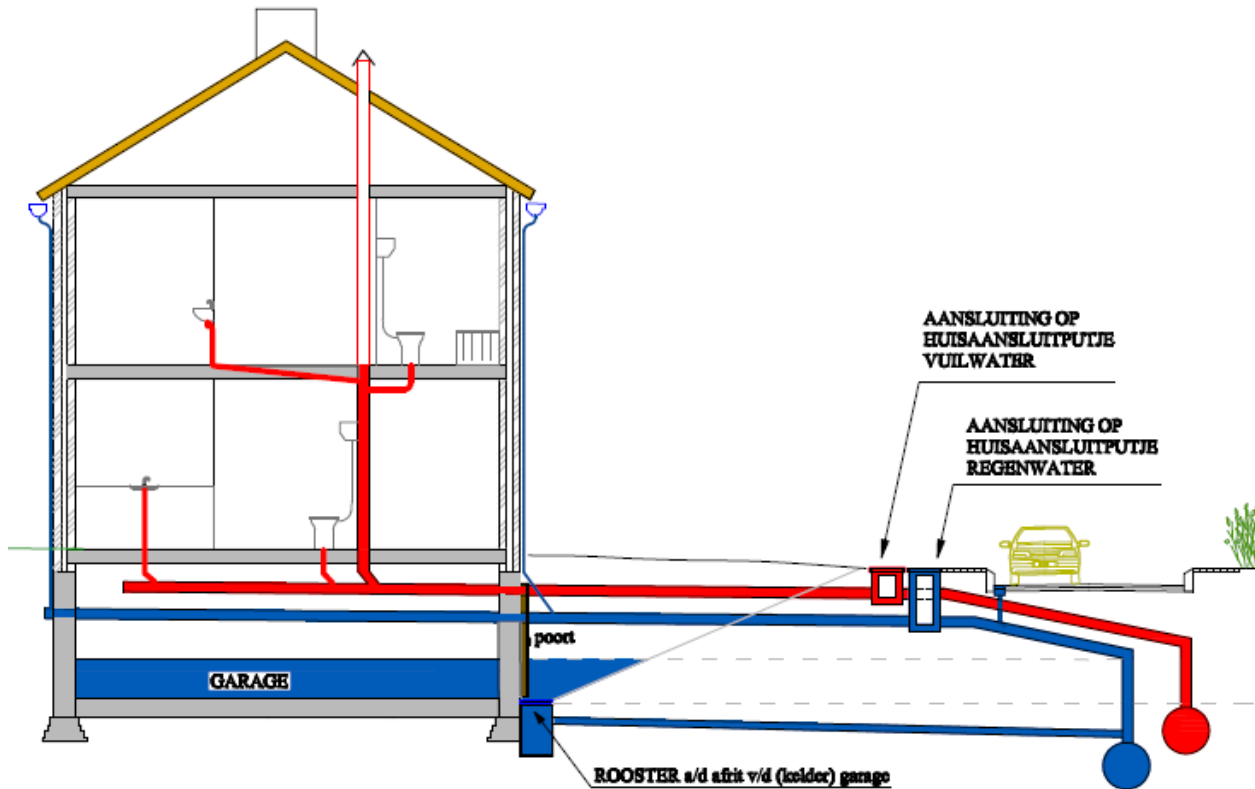 AANSLUITING OP
HUISAANSLUITPUTJE
VUILWATER
AANSLUITING OP
HUISAANSLUITPUTJE
REGENWATER
poort
GARAGE
ROOSTER a/d afrit v/d (kelder) garage